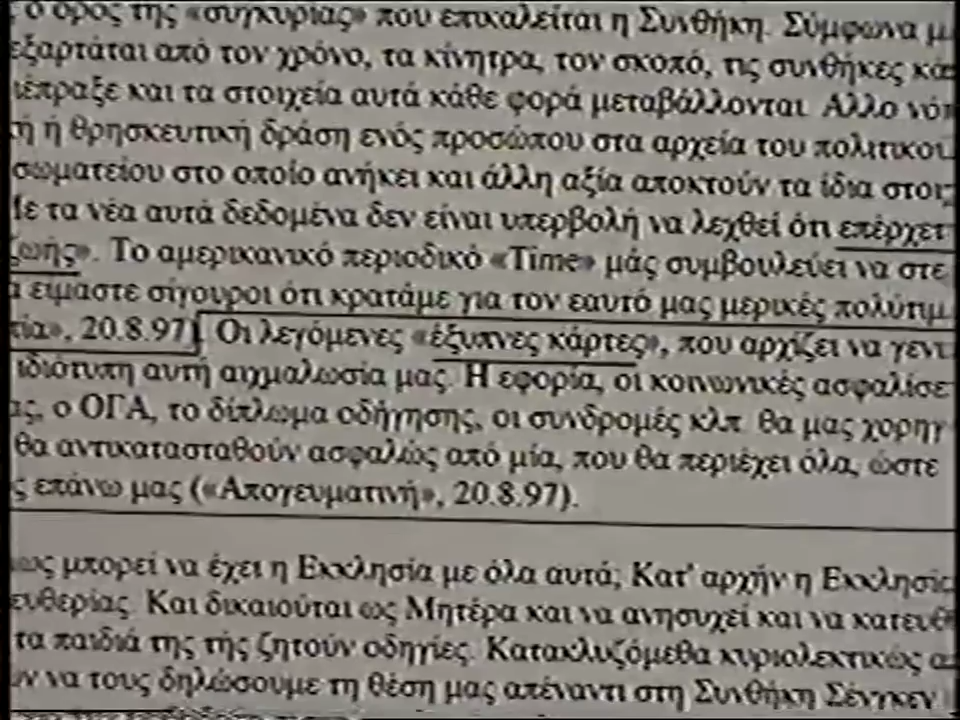 ο όρος της «συγκυρίας» που επικαλείται η Συνθήκη. Σύμφωνα μ
εξαρτάται από τον χρόνο, τα κίνητρα, τον σκοπό, τις συνθήκες κά
έπραξε και τα στοιχεία αυτά κάθε φορά μεταβάλλονται. Αλλο νό
ή ή θρησκευτική δράση ενός προσώπου στα αρχεία του πολιτικού
σωματείου στο οποίο ανήκει και άλλη αξία αποκτούν τα ίδια στοι
Με τα νέα αυτά δεδομένα δεν είναι υπερβολή να λεχθεί ότι επέρχετ
ζωής». Το αμερικανικό περιοδικό «Time» μάς συμβουλεύει να στε
α είμαστε σίγουροι ότι κρατάμε για τον εαυτό μας μερικές πολύτιμ
τία», 20.8.97). Οι λεγόμενες «έξυπνες κάρτες», που αρχίζει να γεν
ιδιότυπη αυτή αιχμαλωσία μας. Η εφορία, οι κοινωνικές ασφαλίσε
ας, ο ΟΓΑ, το δίπλωμα οδήγησης, οι συνδρομές κλπ. θα μας χορηγ
θα αντικατασταθούν ασφαλώς από μία, που θα περιέχει όλα, ώστε
ς επάνω μας («Απογευματινή», 20.8.97).
ως μπορεί να έχει η Εκκλησία με όλα αυτά; Κατ' αρχήν η Εκκλησία
ευθερίας. Και δικαιούται ως Μητέρα και να ανησυχεί και να κατευθ
τα παιδιά της τής ζητούν οδηγίες. Κατακλυζόμεθα κυριολεκτικώς α
ν να τους δηλώσουμε τη θέση μας απέναντι στη Συνθήκη Σένγκεν